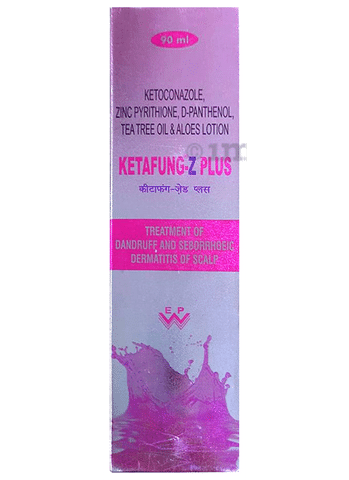 90 ml
KETOCONAZOLE,
ZINC PYRITHIONE, D-PANTHENOL,
TEA TREE OIL & ALOES LOTION
KETAFUNG-Z PLUS
कीटाफंग-ज़ेड प्लस
TREATMENT OF
DANDRUFF AND SEBORRHOEIC
DERMATITIS OF SCALP
E P
W